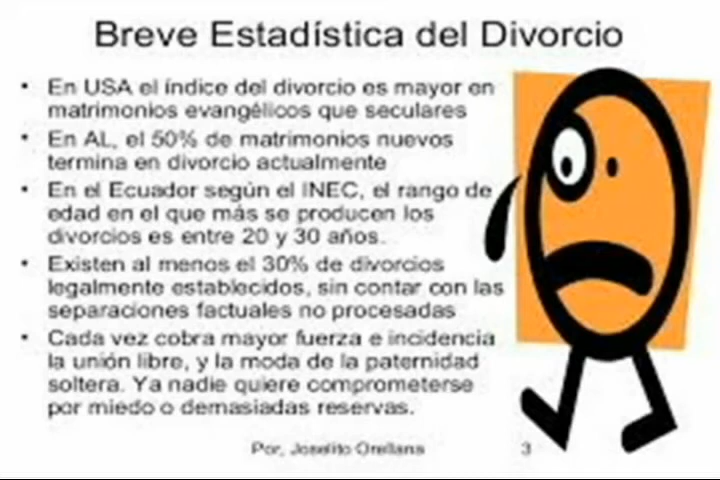 Breve Estadística del Divorcio
• En USA el índice del divorcio es mayor en
matrimonios evangélicos que seculares
• En AL, el 50% de matrimonios nuevos
termina en divorcio actualmente
• En el Ecuador según el INEC, el rango de
edad en el que más se producen los
divorcios es entre 20 y 30 años.
• Existen al menos el 30% de divorcios
legalmente establecidos, sin contar con las
separaciones factuales no procesadas
• Cada vez cobra mayor fuerza e incidencia
la unión libre, y la moda de la paternidad
soltera. Ya nadie quiere comprometerse
por miedo o demasiadas reservas.
Por, Joselito Orellana
3